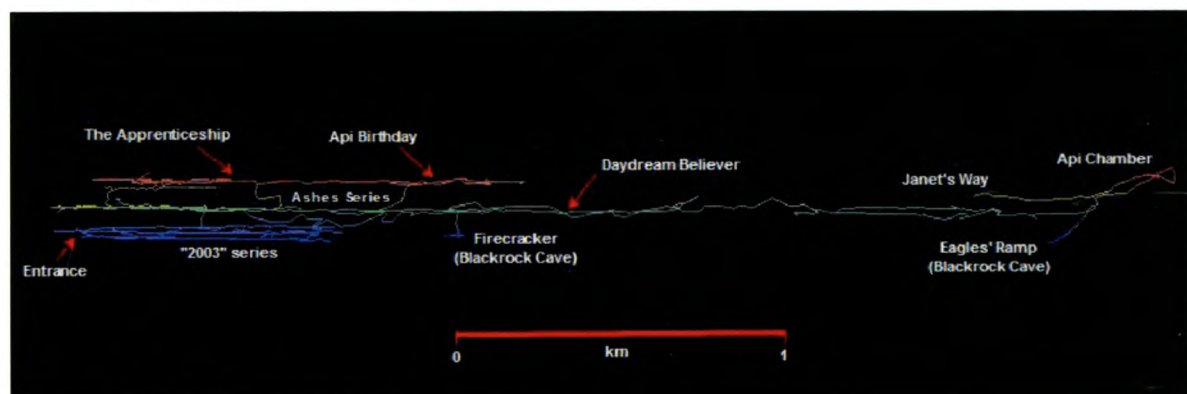 The Apprenticeship
Api Birthday
Daydream Believer
Api Chamber
Janet's Way
Ashes Series
Entrance
"2003" series
Firecracker
(Blackrock Cave)
Eagles' Ramp
(Blackrock Cave)
0
km
1